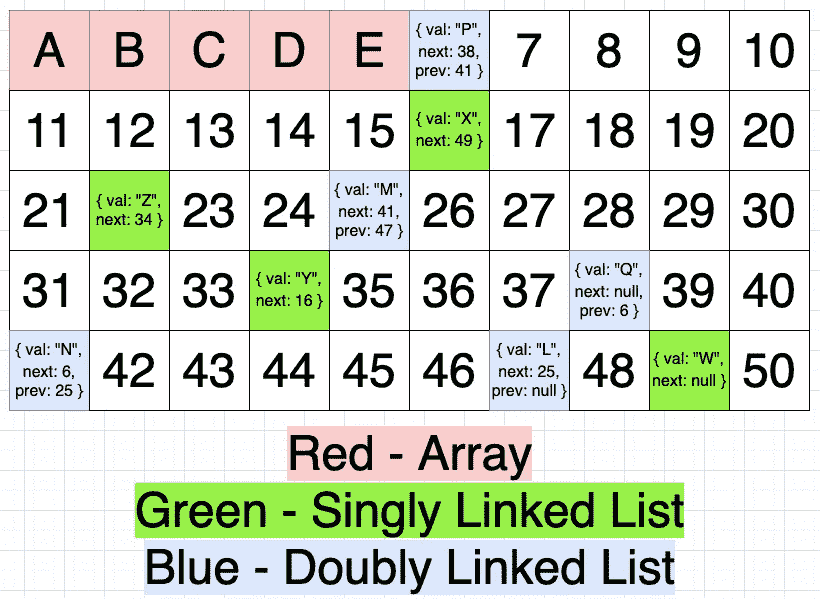 A B C D E { val: "P", next: 38, prev: 41 } 7 8 9 10
11 12 13 14 15 { val: "X", next: 49 } 17 18 19 20
21 { val: "Z", next: 34 } 23 24 { val: "M", next: 41, prev: 47 } 26 27 28 29 30
31 32 33 { val: "Y", next: 16 } 35 36 37 { val: "Q", next: null, prev: 6 } 39 40
{ val: "N", next: 6, prev: 25 } 42 43 44 45 46 { val: "L", next: 25, prev: null } 48 { val: "W", next: null } 50
Red - Array
Green - Singly Linked List
Blue - Doubly Linked List